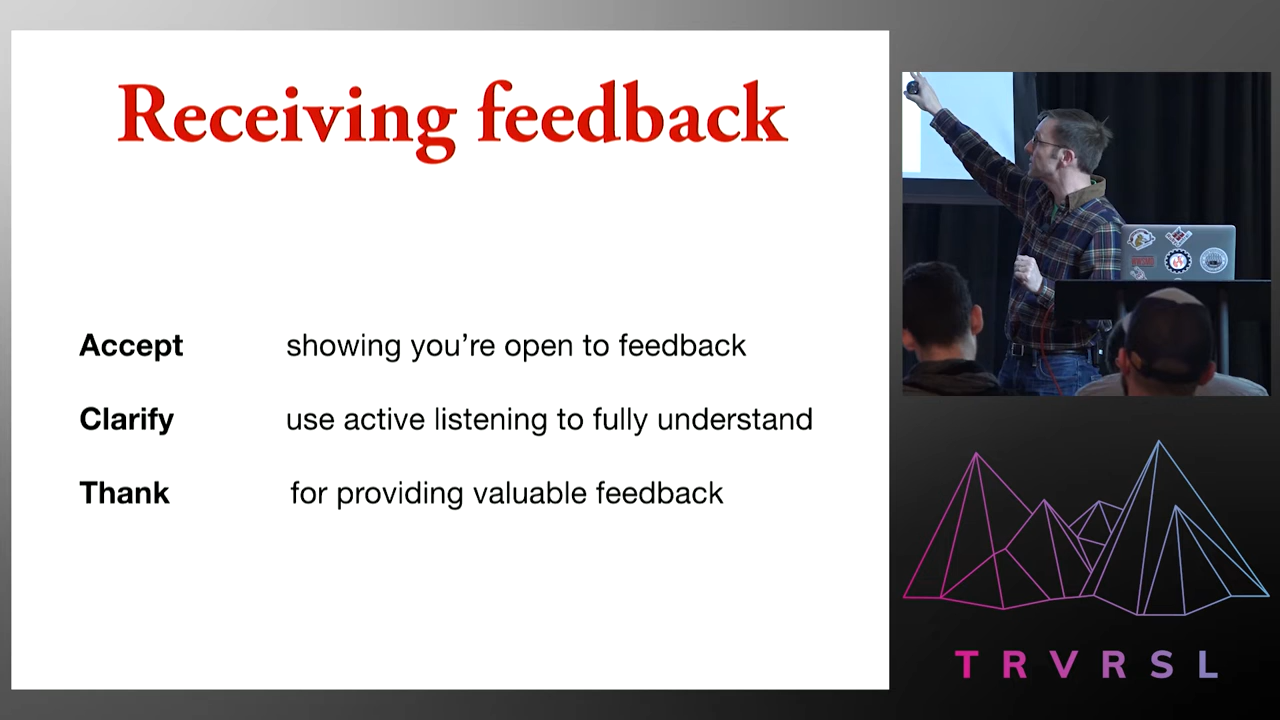 Receiving feedback
Accept showing you're open to feedback
Clarify use active listening to fully understand
Thank for providing valuable feedback
TRVRSL